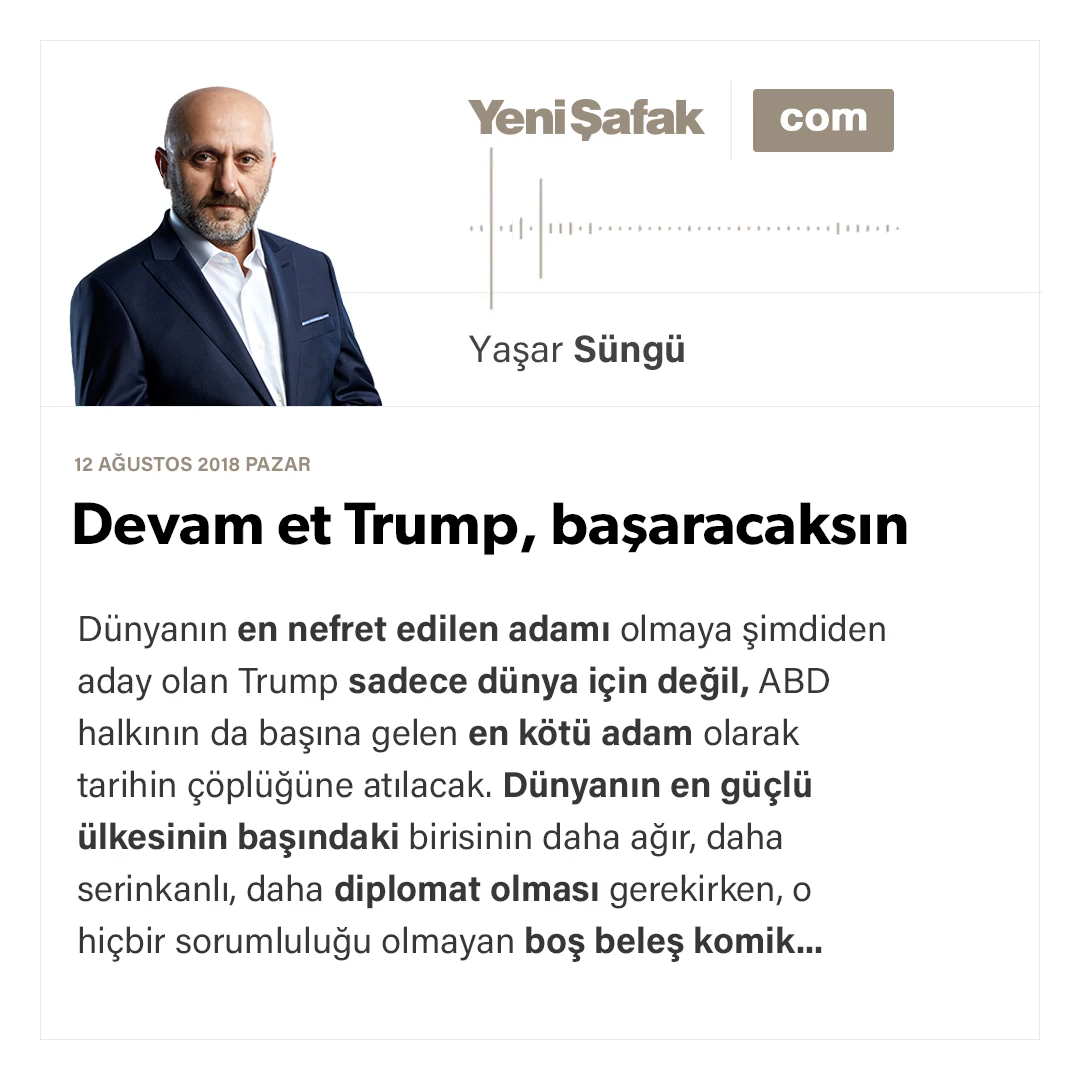 YeniŞafak com
Yaşar Süngü
12 AĞUSTOS 2018 PAZAR
Devam et Trump, başaracaksın
Dünyanın en nefret edilen adamı olmaya şimdiden
aday olan Trump sadece dünya için değil, ABD
halkının da başına gelen en kötü adam olarak
tarihin çöplüğüne atılacak. Dünyanın en güçlü
ülkesinin başındaki birisinin daha ağır, daha
serinkanlı, daha diplomat olması gerekirken, o
hiçbir sorumluluğu olmayan boş beleş komik...